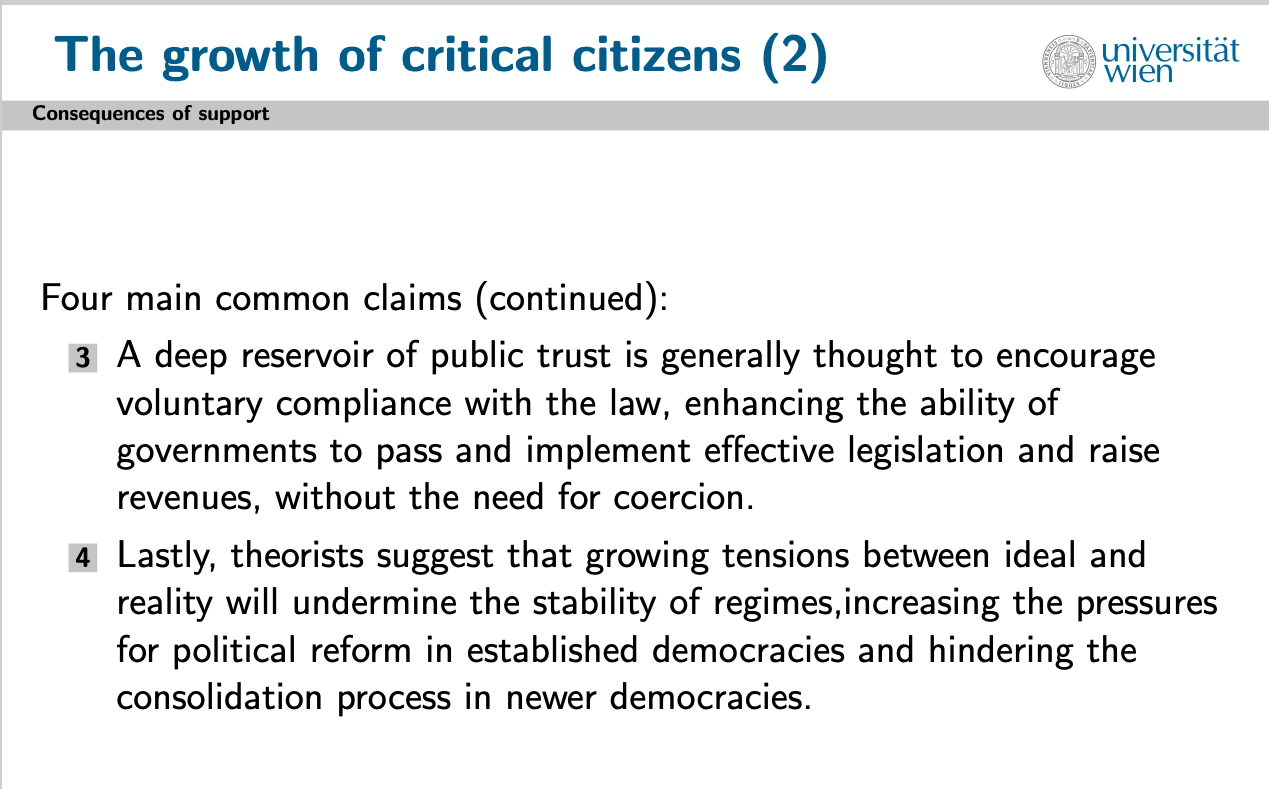 The growth of critical citizens (2)
universität
wien
Consequences of support
Four main common claims (continued):
3 A deep reservoir of public trust is generally thought to encourage
voluntary compliance with the law, enhancing the ability of
governments to pass and implement effective legislation and raise
revenues, without the need for coercion.
4 Lastly, theorists suggest that growing tensions between ideal and
reality will undermine the stability of regimes,increasing the pressures
for political reform in established democracies and hindering the
consolidation process in newer democracies.